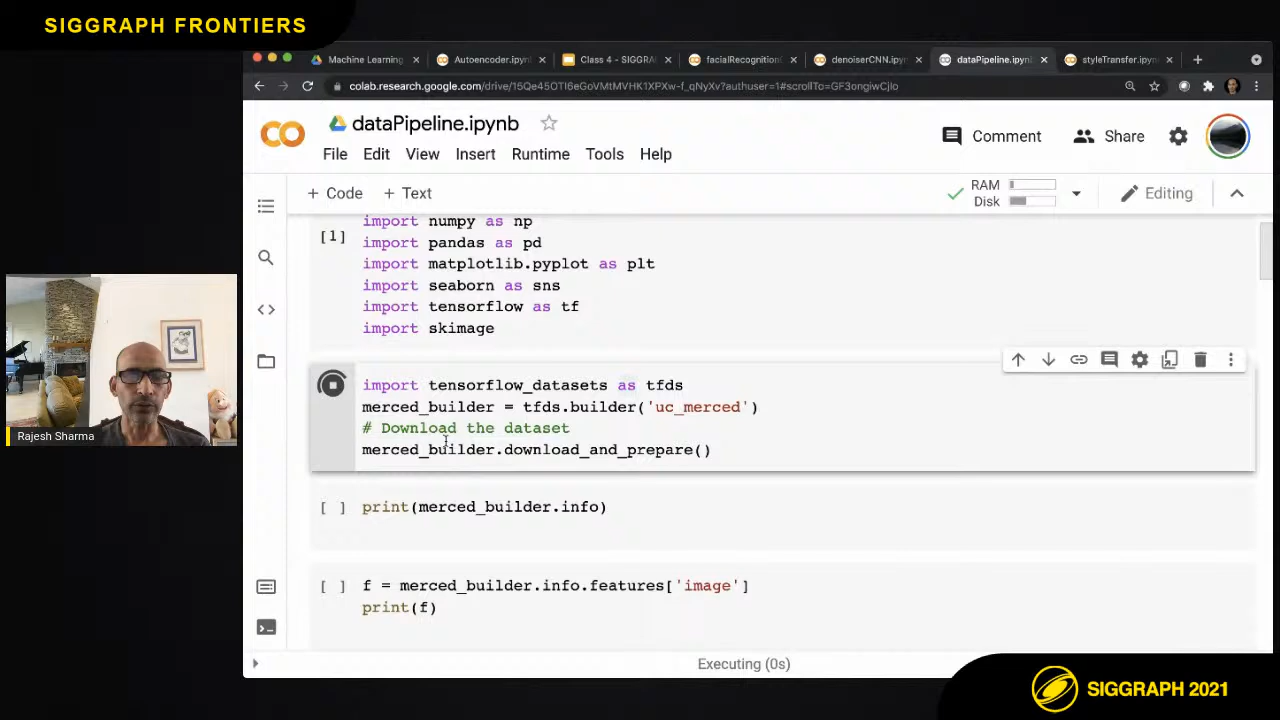 SIGGRAPH FRONTIERS
Machine Learning
Autoencoder.ipynb
Class 4 - SIGGRA
facialRecognition
denoiserCNN.ipyn
dataPipeline.ipynb
styleTransfer.ipyn
colab.research.google.com/drive/15Qe45OTI6eGoVMtMVHK1XPXw-f_qNyXv?authuser=1#scrollTo=GF3ongiwCjIo
dataPipeline.ipynb
Comment
Share
File Edit View Insert Runtime Tools Help
+ Code + Text
RAM
Disk
Editing
[1]
import numpy as np
import pandas as pd
import matplotlib.pyplot as plt
import seaborn as sns
import tensorflow as tf
import skimage
import tensorflow_datasets as tfds
merced_builder = tfds.builder('uc_merced')
# Download the dataset
merced_builder.download_and_prepare()
[ ] print(merced_builder.info)
[ ] f = merced_builder.info.features['image']
print(f)
Executing (0s)
Rajesh Sharma
SIGGRAPH 2021